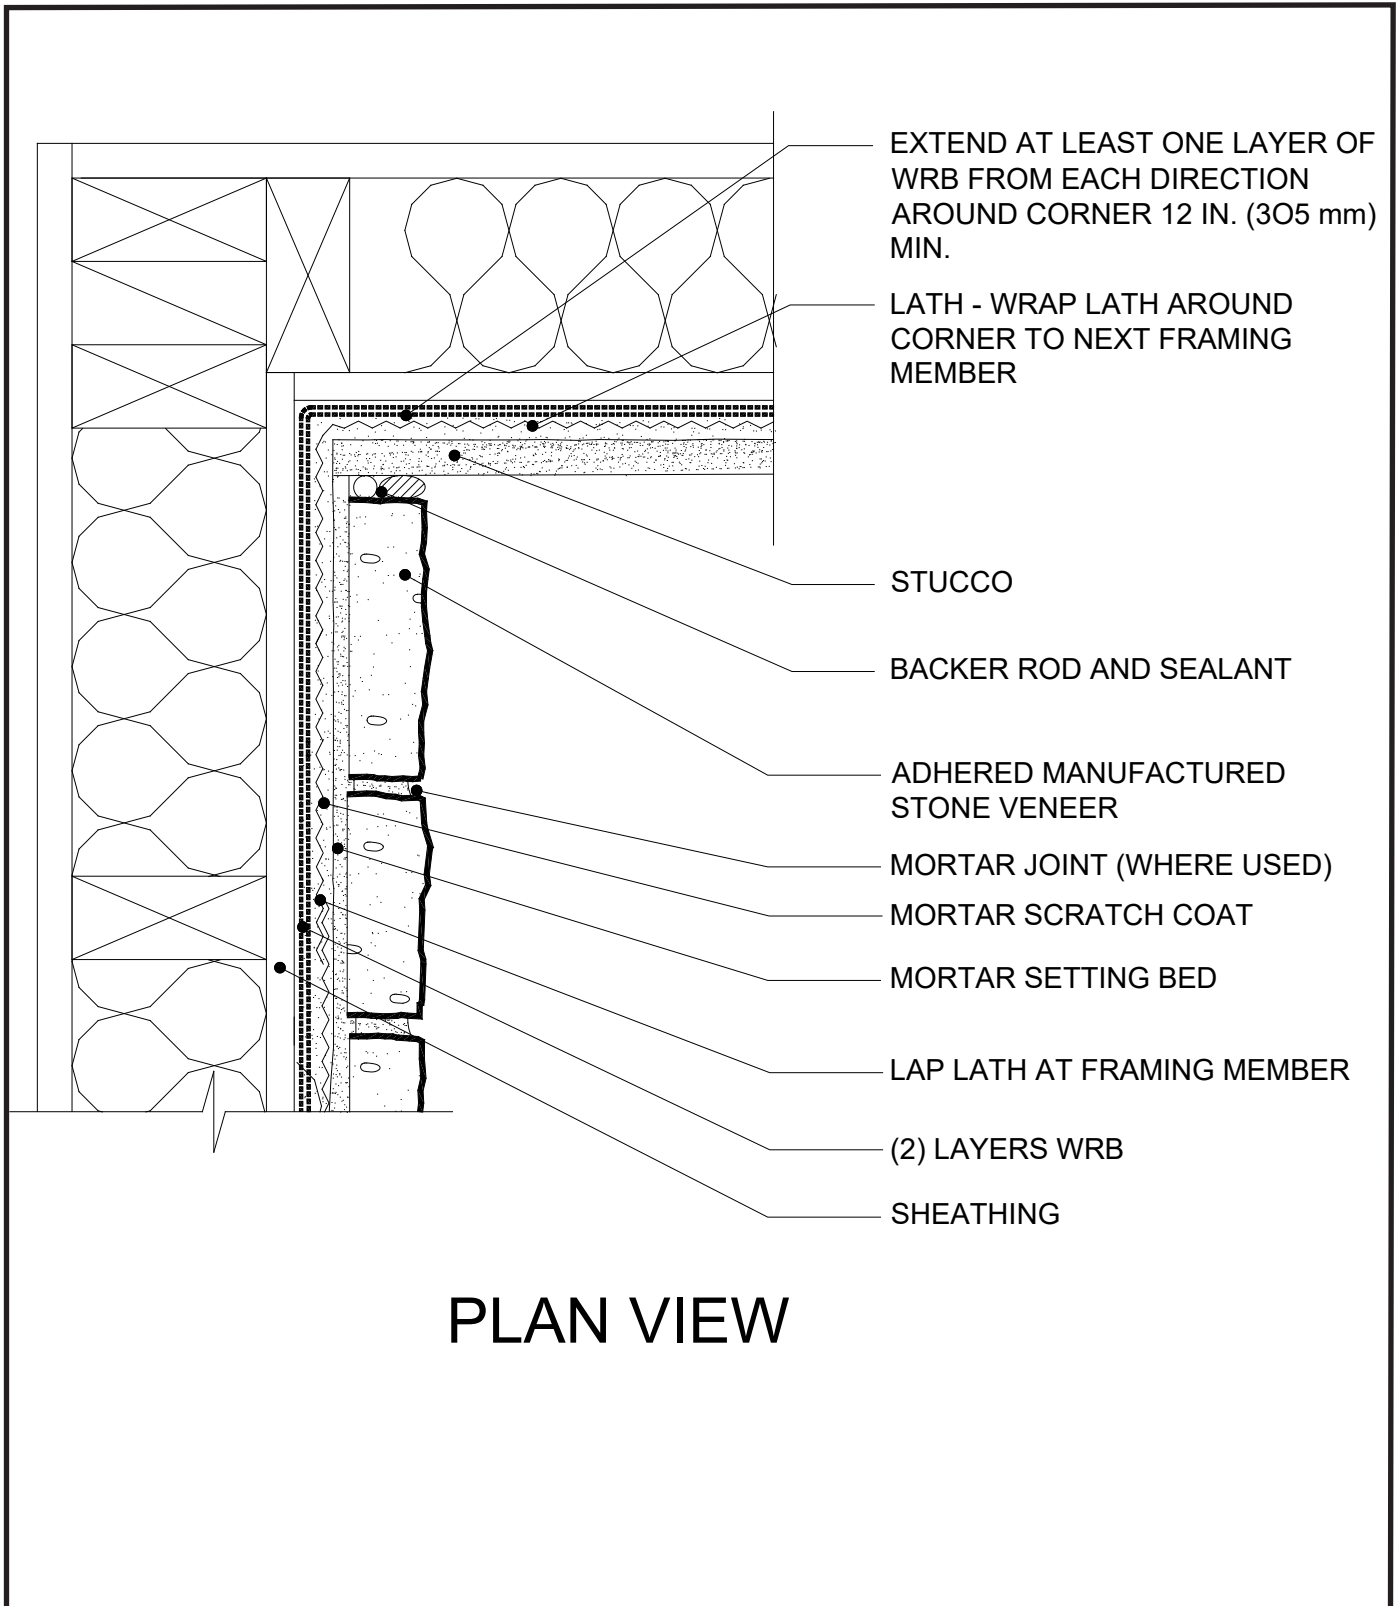 EXTEND AT LEAST ONE LAYER OF
WRB FROM EACH DIRECTION
AROUND CORNER 12 IN. (3O5 mm)
MIN.
LATH - WRAP LATH AROUND
CORNER TO NEXT FRAMING
MEMBER
STUCCO
BACKER ROD AND SEALANT
ADHERED MANUFACTURED
STONE VENEER
MORTAR JOINT (WHERE USED)
MORTAR SCRATCH COAT
MORTAR SETTING BED
LAP LATH AT FRAMING MEMBER
(2) LAYERS WRB
SHEATHING
PLAN VIEW